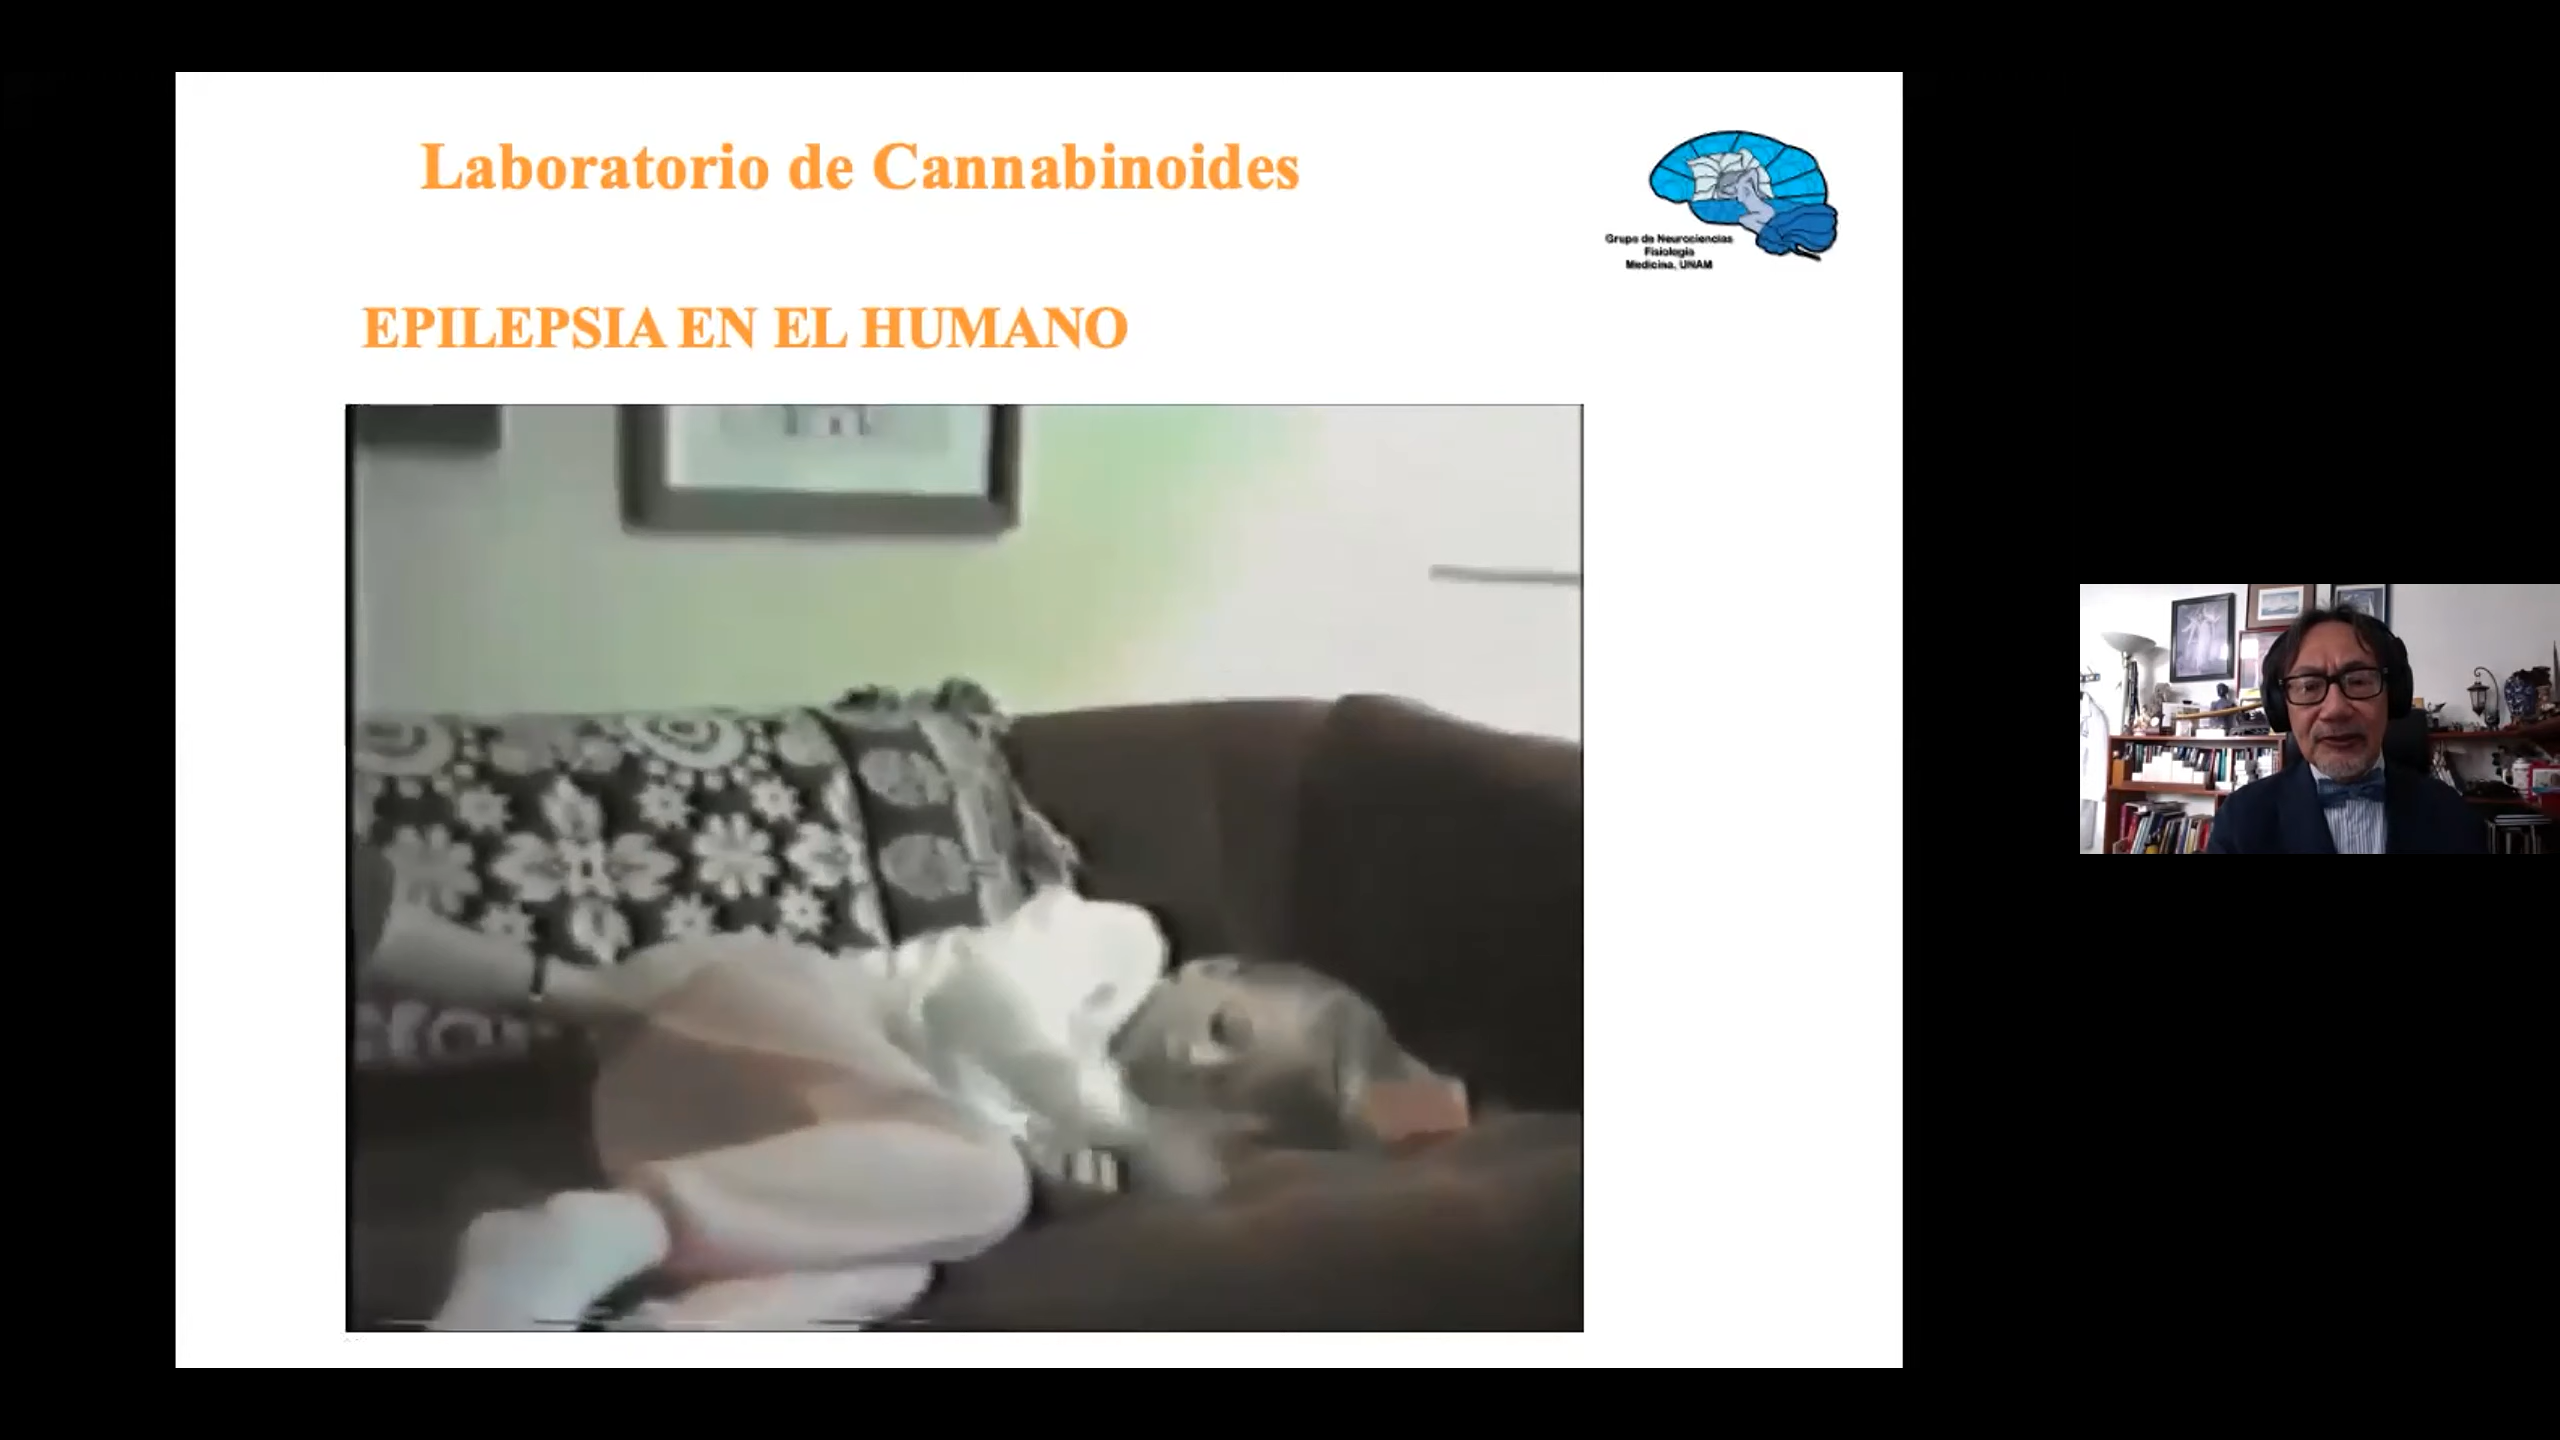 Laboratorio de Cannabinoides
Grupo de Neurociencias
Fisiología
Medicina, UNAM
EPILEPSIA EN EL HUMANO